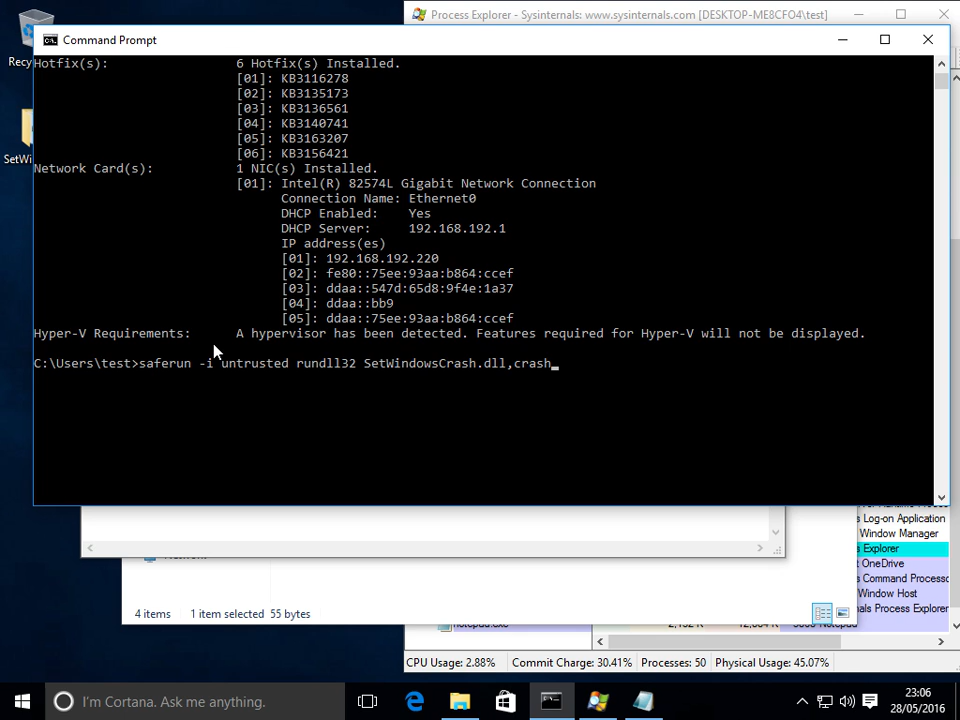 Process Explorer - Sysinternals: www.sysinternals.com [DESKTOP-ME8CFO4\test]
Command Prompt
Hotfix(s): 6 Hotfix(s) Installed.
[01]: KB3116278
[02]: KB3135173
[03]: KB3136561
[04]: KB3140741
[05]: KB3163207
[06]: KB3156421
Network Card(s): 1 NIC(s) Installed.
[01]: Intel(R) 82574L Gigabit Network Connection
Connection Name: Ethernet0
DHCP Enabled: Yes
DHCP Server: 192.168.192.1
IP address(es)
[01]: 192.168.192.220
[02]: fe80::75ee:93aa:b864:ccef
[03]: ddaa::547d:65d8:9f4e:1a37
[04]: ddaa::bb9
[05]: ddaa::75ee:93aa:b864:ccef
Hyper-V Requirements: A hypervisor has been detected. Features required for Hyper-V will not be displayed.
C:\Users\test>saferun -i untrusted rundll32 SetWindowsCrash.dll,crash_
Recy
SetWi
s Log-on Application
Window Manager
s Explorer
t OneDrive
s Command Processo
Window Host
nals Process Explorer
4 items 1 item selected 55 bytes
CPU Usage: 2.88% Commit Charge: 30.41% Processes: 50 Physical Usage: 45.07%
I'm Cortana. Ask me anything.
23:06
28/05/2016